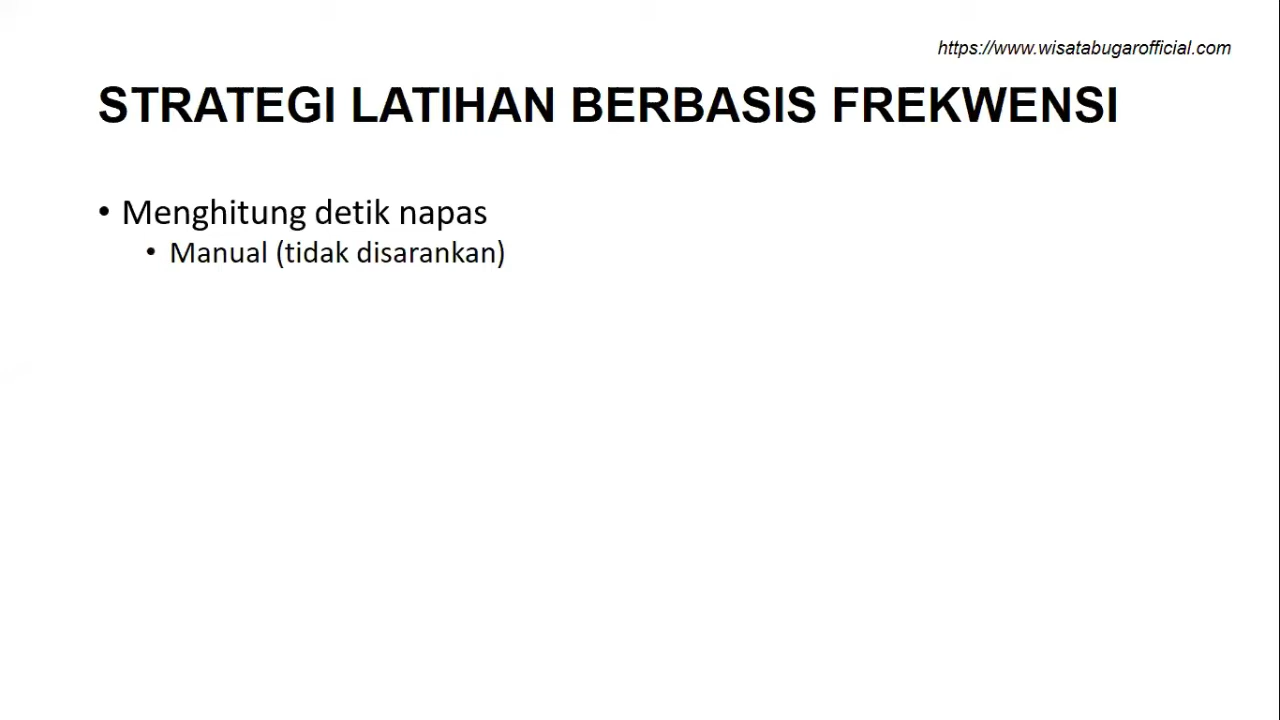 https://www.wisatabugarofficial.com
STRATEGI LATIHAN BERBASIS FREKWENSI
• Menghitung detik napas
• Manual (tidak disarankan)